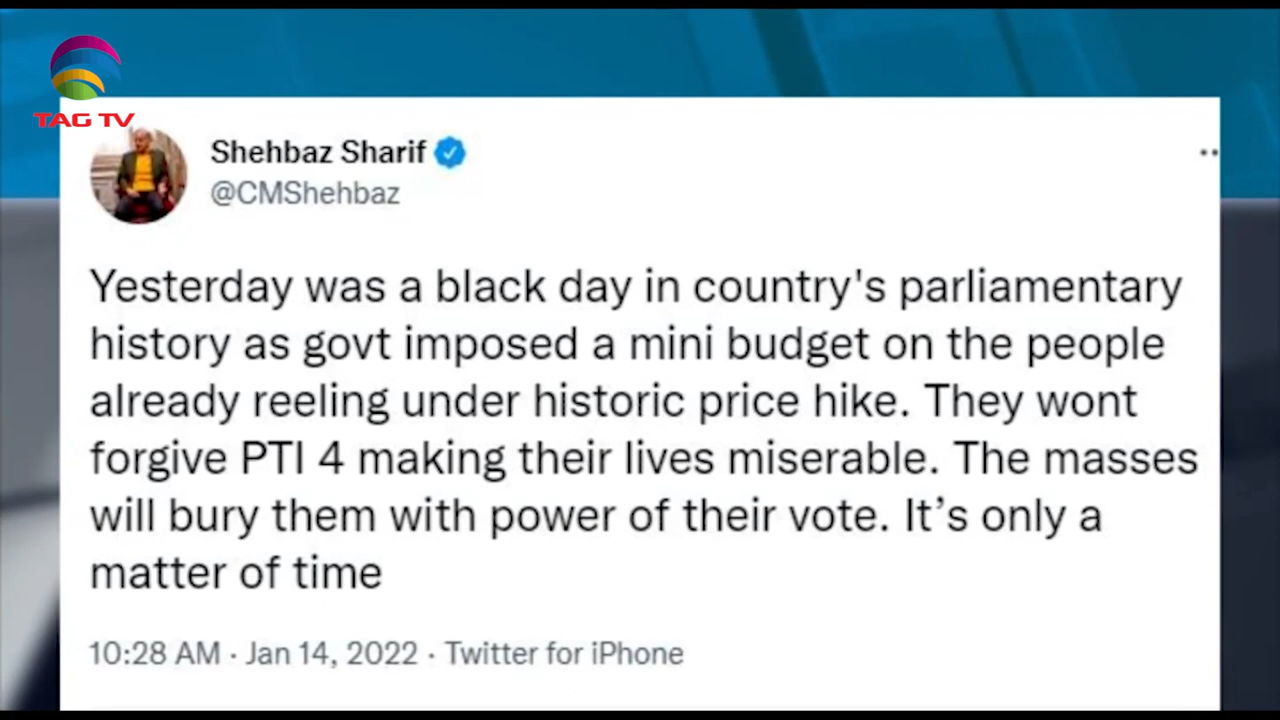 TAG TV
Shehbaz Sharif
@CMShehbaz
Yesterday was a black day in country's parliamentary
history as govt imposed a mini budget on the people
already reeling under historic price hike. They wont
forgive PTI 4 making their lives miserable. The masses
will bury them with power of their vote. It’s only a
matter of time
10:28 AM · Jan 14, 2022 · Twitter for iPhone